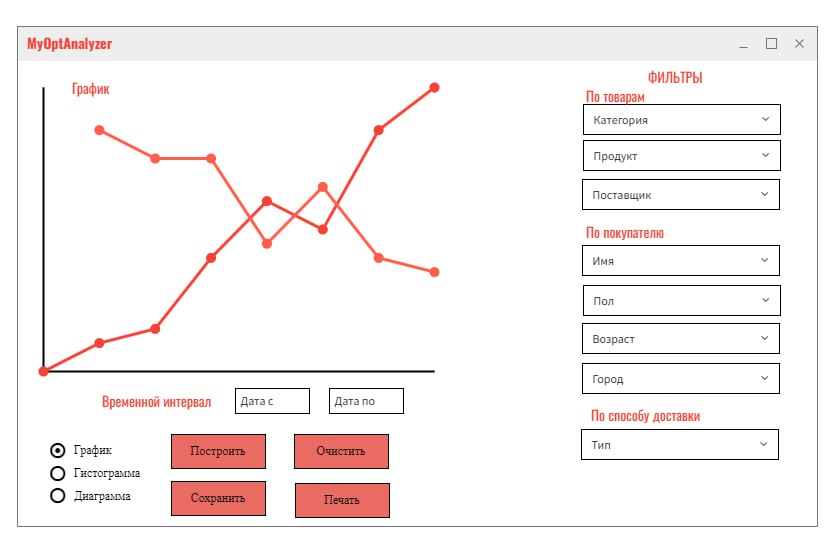 MyOptAnalyzer
График
ФИЛЬТРЫ
По товарам
Категория
Продукт
Поставщик
По покупателю
Имя
Пол
Возраст
Город
По способу доставки
Тип
Временной интервал
Дата с
Дата по
График
Гистограмма
Диаграмма
Построить
Очистить
Сохранить
Печать